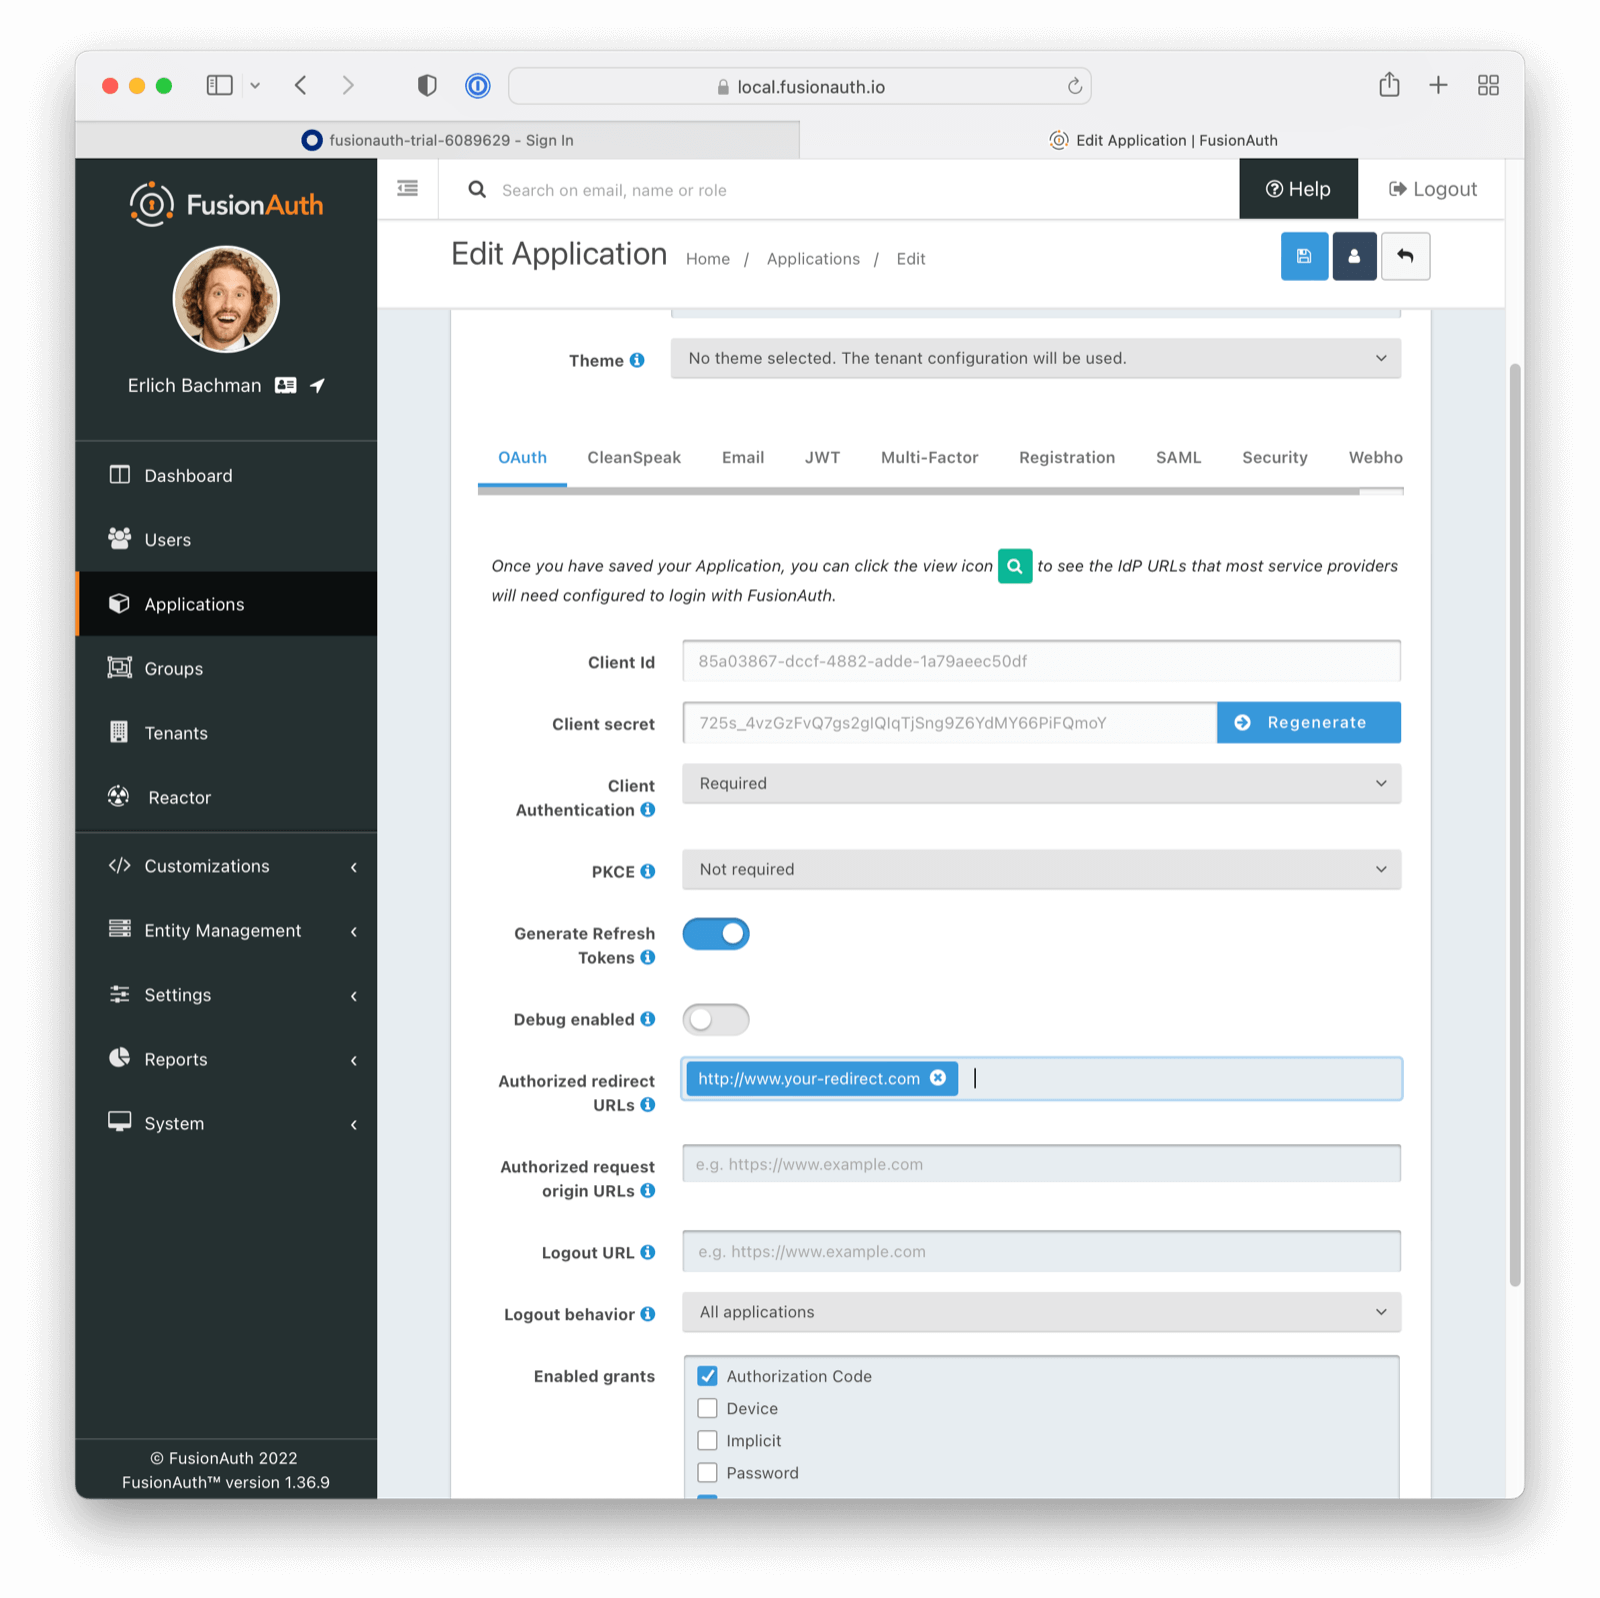 local.fusionauth.io
fusionauth-trial-6089629 - Sign In
Edit Application | FusionAuth
FusionAuth
Search on email, name or role
Help
Logout
Edit Application
Home / Applications / Edit
Erlich Bachman
Dashboard
Users
Applications
Groups
Tenants
Reactor
Customizations
Entity Management
Settings
Reports
System
© FusionAuth 2022
FusionAuth™ version 1.36.9
Theme
No theme selected. The tenant configuration will be used.
OAuth CleanSpeak Email JWT Multi-Factor Registration SAML Security Webho
Once you have saved your Application, you can click the view icon to see the IdP URLs that most service providers
will need configured to login with FusionAuth.
Client Id
85a03867-dccf-4882-adde-1a79aeec50df
Client secret
725s_4vzGzFvQ7gs2gIQIqTjSng9Z6YdMY66PiFQmoY
Regenerate
Client
Authentication
Required
PKCE
Not required
Generate Refresh
Tokens
Debug enabled
Authorized redirect
URLs
http://www.your-redirect.com
Authorized request
origin URLs
e.g. https://www.example.com
Logout URL
e.g. https://www.example.com
Logout behavior
All applications
Enabled grants
Authorization Code
Device
Implicit
Password